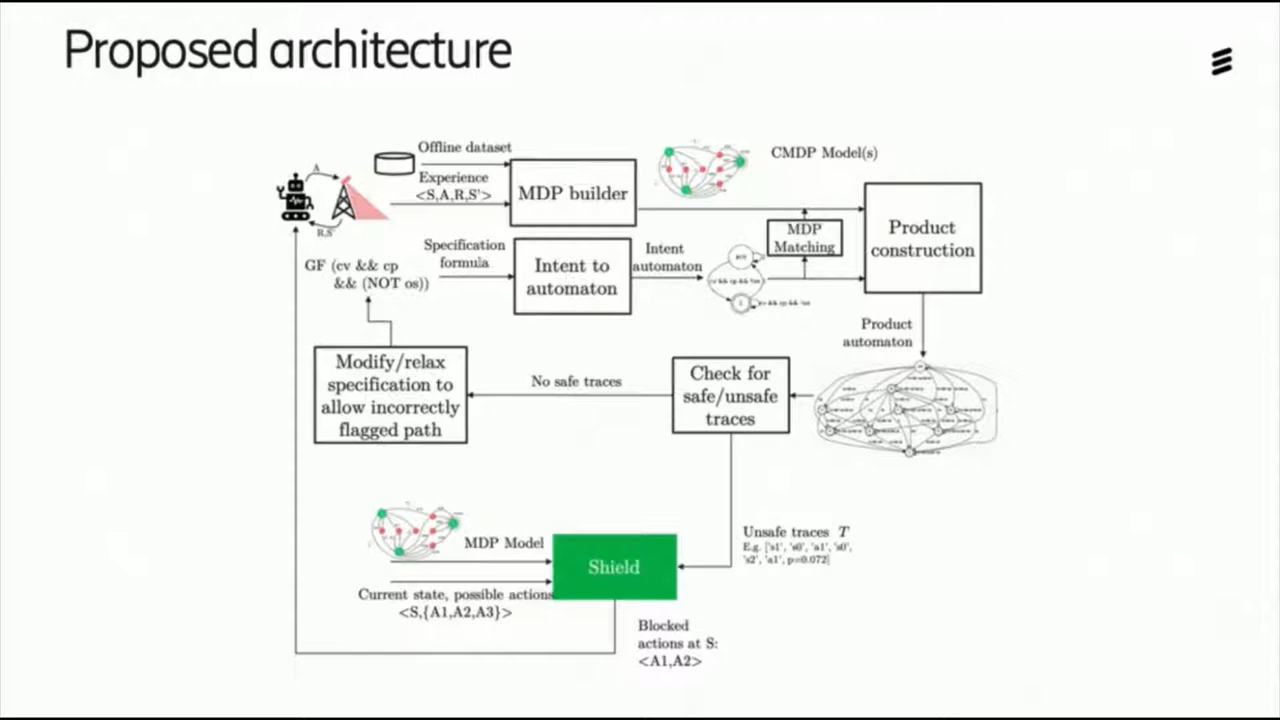 Proposed architecture
Offline dataset
Experience
<S,A,R,S'>
A
R,S'
MDP builder
CMDP Model(s)
MDP
Matching
Product
construction
Specification
formula
Intent to
automaton
Intent
automaton
GF (cv && cp
&& (NOT os))
Product
automaton
Modify/relax
specification to
allow incorrectly
flagged path
No safe traces
Check for
safe/unsafe
traces
MDP Model
Shield
Unsafe traces T
E.g. ['s1', 's0', 'a1', 's0',
's2', 'a1', p=0.072]
Current state, possible actions
<S,{A1,A2,A3}>
Blocked
actions at S:
<A1,A2>